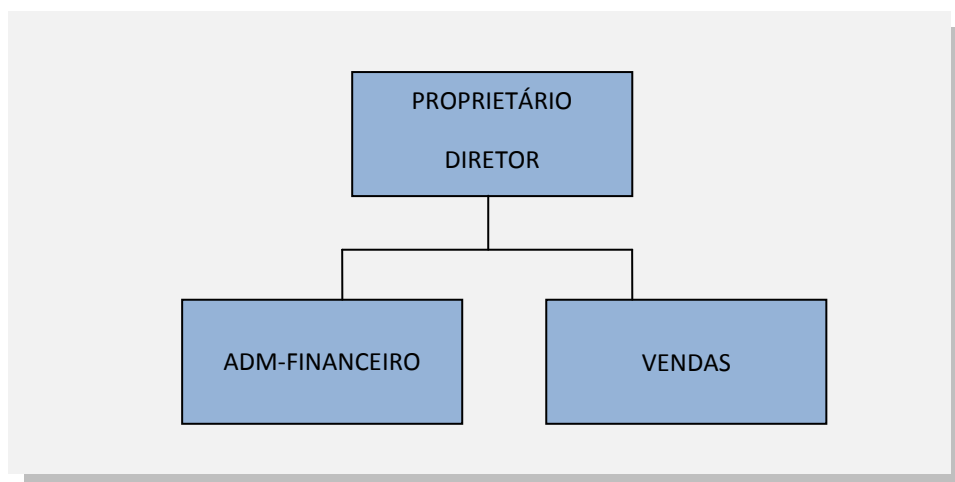 PROPRIETÁRIO
DIRETOR
ADM-FINANCEIRO
VENDAS